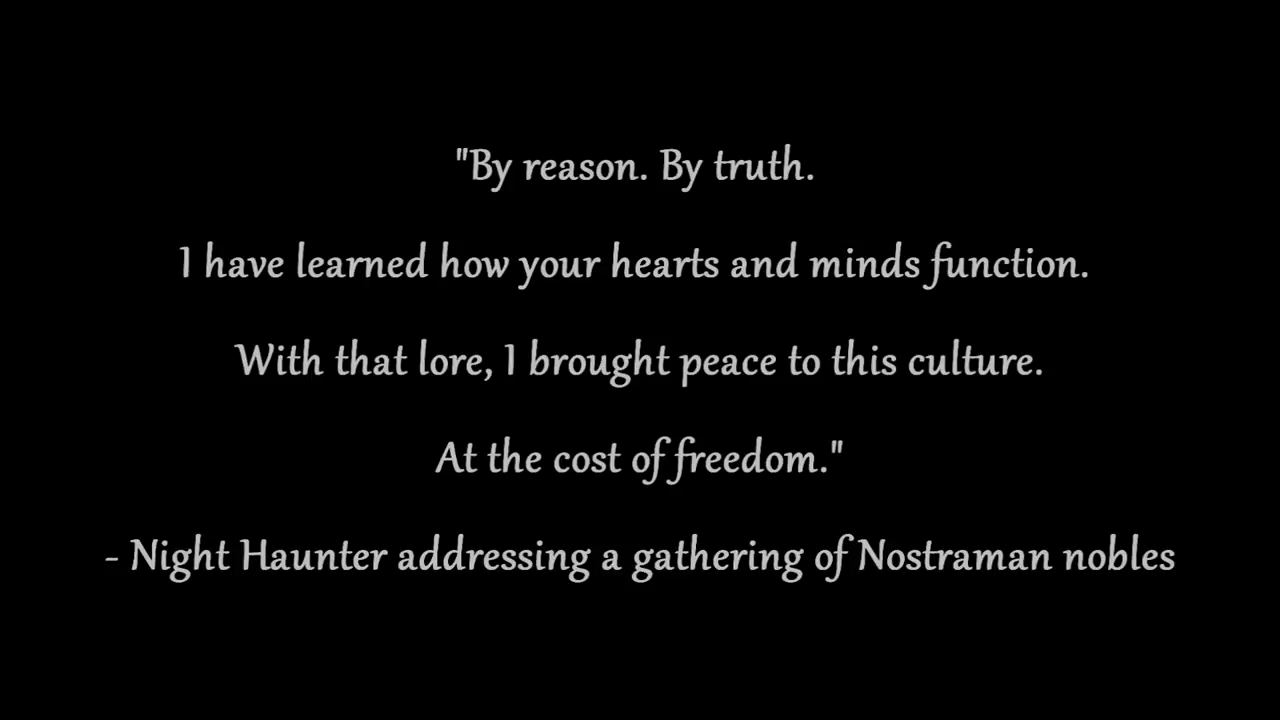 "By reason. By truth.
I have learned how your hearts and minds function.
With that lore, I brought peace to this culture.
At the cost of freedom."
- Night Haunter addressing a gathering of Nostraman nobles